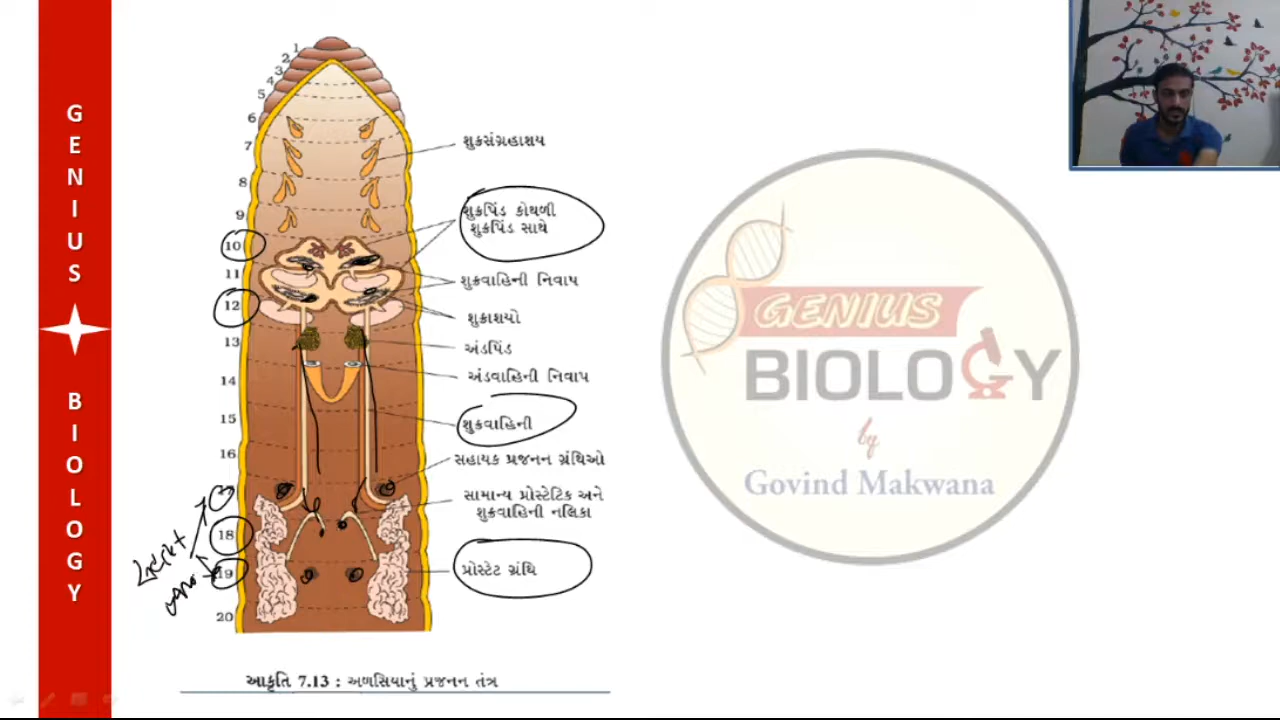 GENIUS
BIOLOGY
1
2
3
4
5
6
7
8
9
10
11
12
13
14
15
16
18
19
20
શુક્રસંગ્રહાશય
શુક્રપિંડ કોથળી
શુક્રપિંડ સાથે
શુક્રવાહિની નિવાપ
શુક્રાશયો
અંડપિંડ
અંડવાહિની નિવાપ
શુક્રવાહિની
સહાયક પ્રજનન ગ્રંથિઓ
સામાન્ય પ્રોસ્ટેટિક અને
શુક્રવાહિની નલિકા
પ્રોસ્ટેટ ગ્રંથિ
આકૃતિ 7.13 : અળસિયાનું પ્રજનન તંત્ર
GENIUS
BIOLOGY
by
Govind Makwana